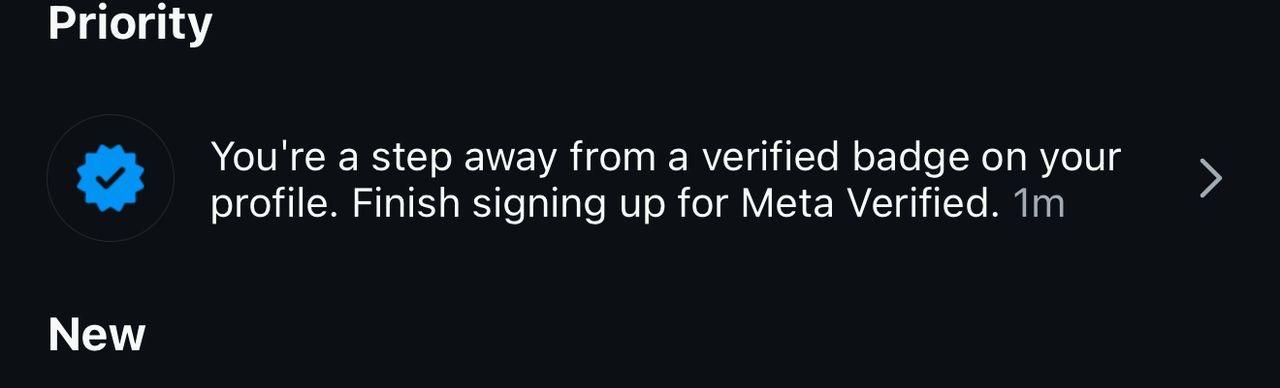 Priority
You're a step away from a verified badge on your
profile. Finish signing up for Meta Verified. 1m
New